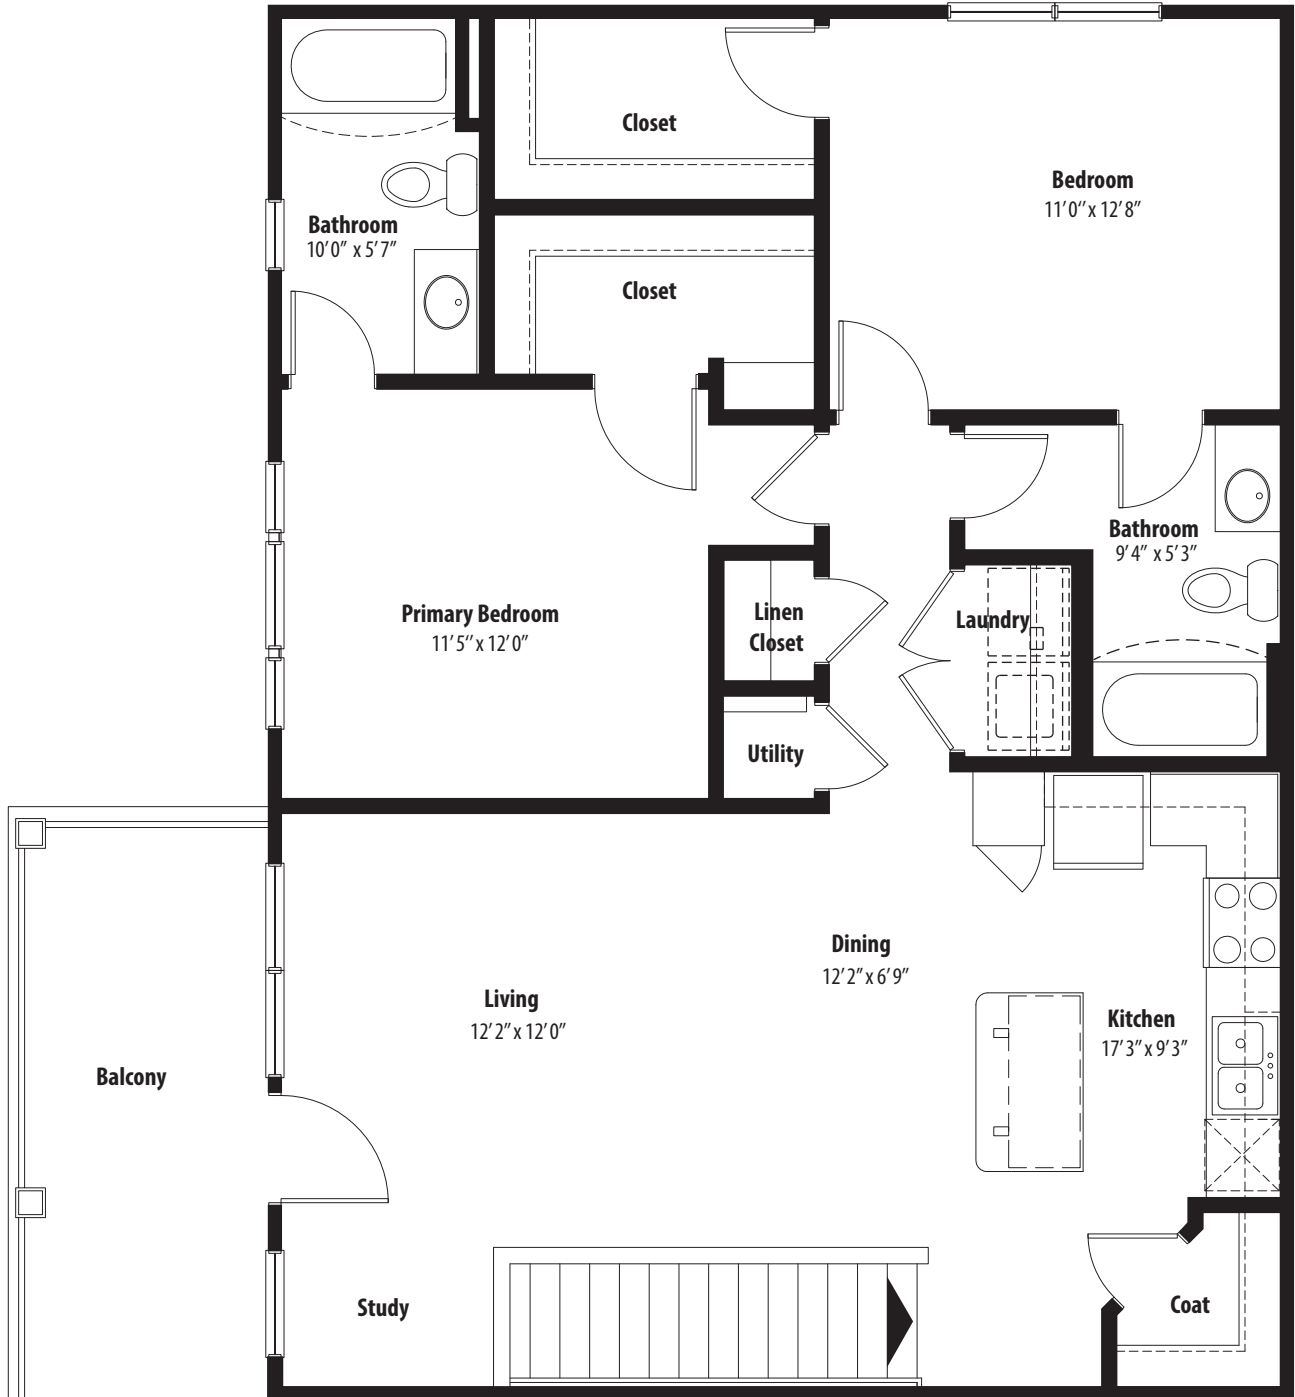 Closet
Bedroom
11'0" x 12'8"
Bathroom
10'0" x 5'7"
Closet
Bathroom
9'4" x 5'3"
Primary Bedroom
11'5" x 12'0"
Linen
Closet
Laundry
Utility
Dining
12'2" x 6'9"
Living
12'2" x 12'0"
Kitchen
17'3" x 9'3"
Balcony
Study
Coat